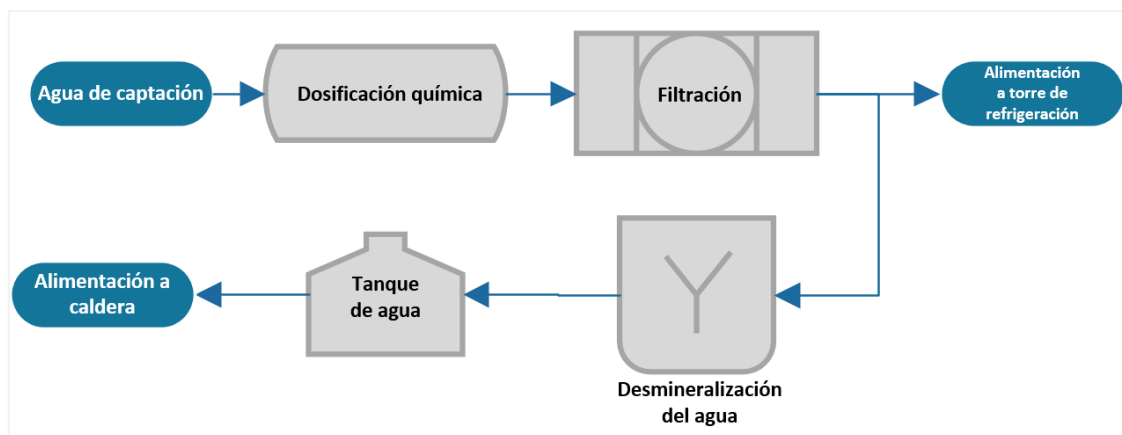 Agua de captación
Dosificación química
Filtración
Alimentación
a torre de
refrigeración
Alimentación a
caldera
Tanque
de agua
Desmineralización
del agua